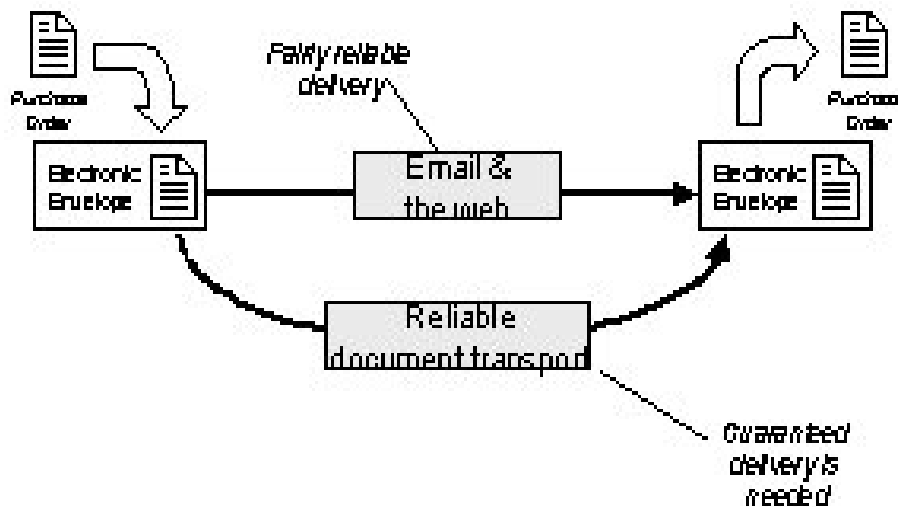 Purchase
Order
Fairly reliable
delivery
Purchase
Order
Electronic
Envelope
Email &
the web
Electronic
Envelope
Reliable
document transport
Guaranteed
delivery is
needed